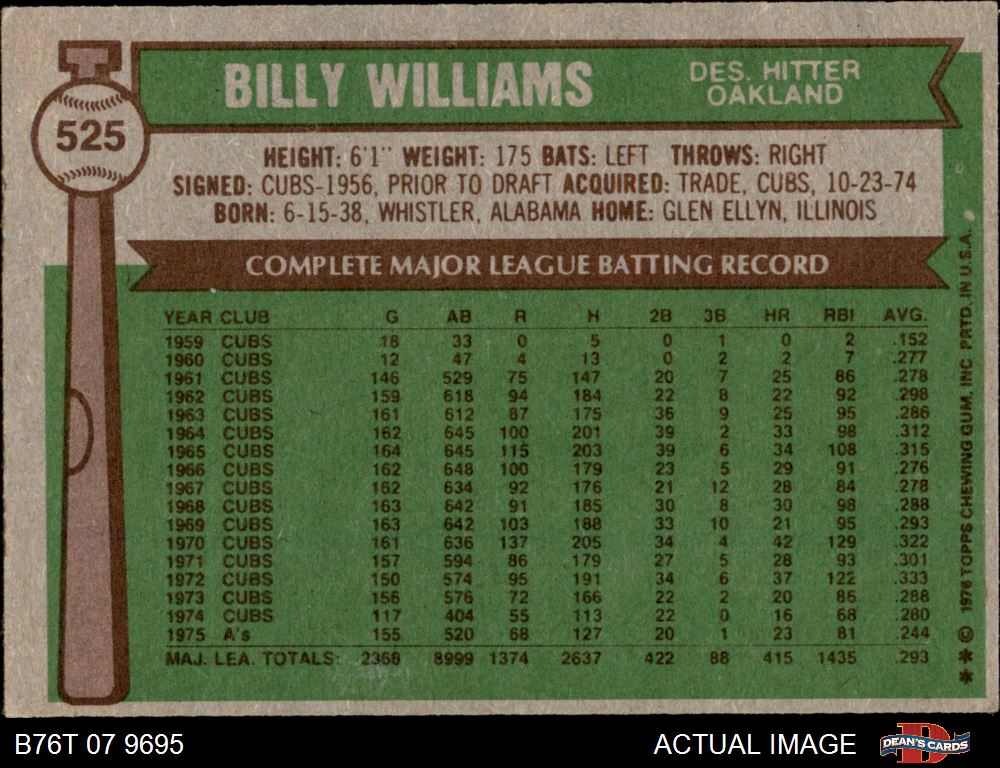 BILLY WILLIAMS
DES. HITTER
OAKLAND
525
HEIGHT: 6'1" WEIGHT: 175 BATS: LEFT THROWS: RIGHT
SIGNED: CUBS-1956, PRIOR TO DRAFT ACQUIRED: TRADE, CUBS, 10-23-74
BORN: 6-15-38, WHISTLER, ALABAMA HOME: GLEN ELLYN, ILLINOIS
COMPLETE MAJOR LEAGUE BATTING RECORD
YEAR CLUB G AB R H 2B 3B HR RBI AVG.
1959 CUBS 18 33 0 5 0 1 0 2 .152
1960 CUBS 12 47 4 13 0 2 2 7 .277
1961 CUBS 146 529 75 147 20 7 25 86 .278
1962 CUBS 159 618 94 184 22 8 22 92 .298
1963 CUBS 161 612 87 175 36 9 25 95 .286
1964 CUBS 162 645 100 201 39 2 33 98 .312
1965 CUBS 164 645 115 203 39 6 34 108 .315
1966 CUBS 162 648 100 179 23 5 29 91 .276
1967 CUBS 162 634 92 176 21 12 28 84 .278
1968 CUBS 163 642 91 185 30 8 30 98 .288
1969 CUBS 163 642 103 188 33 10 21 95 .293
1970 CUBS 161 636 137 205 34 4 42 129 .322
1971 CUBS 157 594 86 179 27 5 28 93 .301
1972 CUBS 150 574 95 191 34 6 37 122 .333
1973 CUBS 156 576 72 166 22 2 20 86 .288
1974 CUBS 117 404 55 113 22 0 16 68 .280
1975 A's 155 520 68 127 20 1 23 81 .244
MAJ. LEA. TOTALS: 2368 8999 1374 2637 422 88 415 1435 .293
** © 1976 TOPPS CHEWING GUM, INC PRTD. IN U.S.A.
B76T 07 9695
ACTUAL IMAGE
DEAN'S CARDS